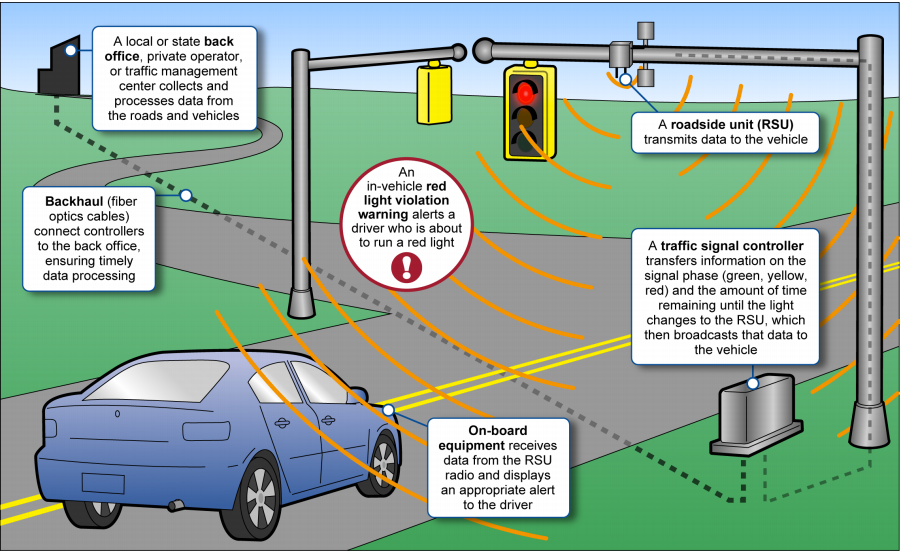 A local or state back
office, private operator,
or traffic management
center collects and
processes data from
the roads and vehicles
A roadside unit (RSU)
transmits data to the vehicle
An
in-vehicle red
light violation
warning alerts a
driver who is about
to run a red light
!
Backhaul (fiber
optics cables)
connect controllers
to the back office,
ensuring timely
data processing
A traffic signal controller
transfers information on the
signal phase (green, yellow,
red) and the amount of time
remaining until the light
changes to the RSU, which
then broadcasts that data to
the vehicle
On-board
equipment receives
data from the RSU
radio and displays
an appropriate alert
to the driver